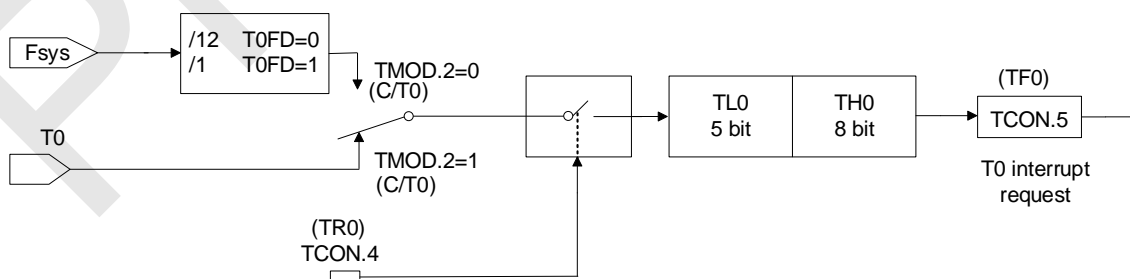 Fsys
/12 T0FD=0
/1 T0FD=1
TMOD.2=0
(C/T0)
T0
TMOD.2=1
(C/T0)
(TR0)
TCON.4
TL0
5 bit
TH0
8 bit
(TF0)
TCON.5
T0 interrupt
request